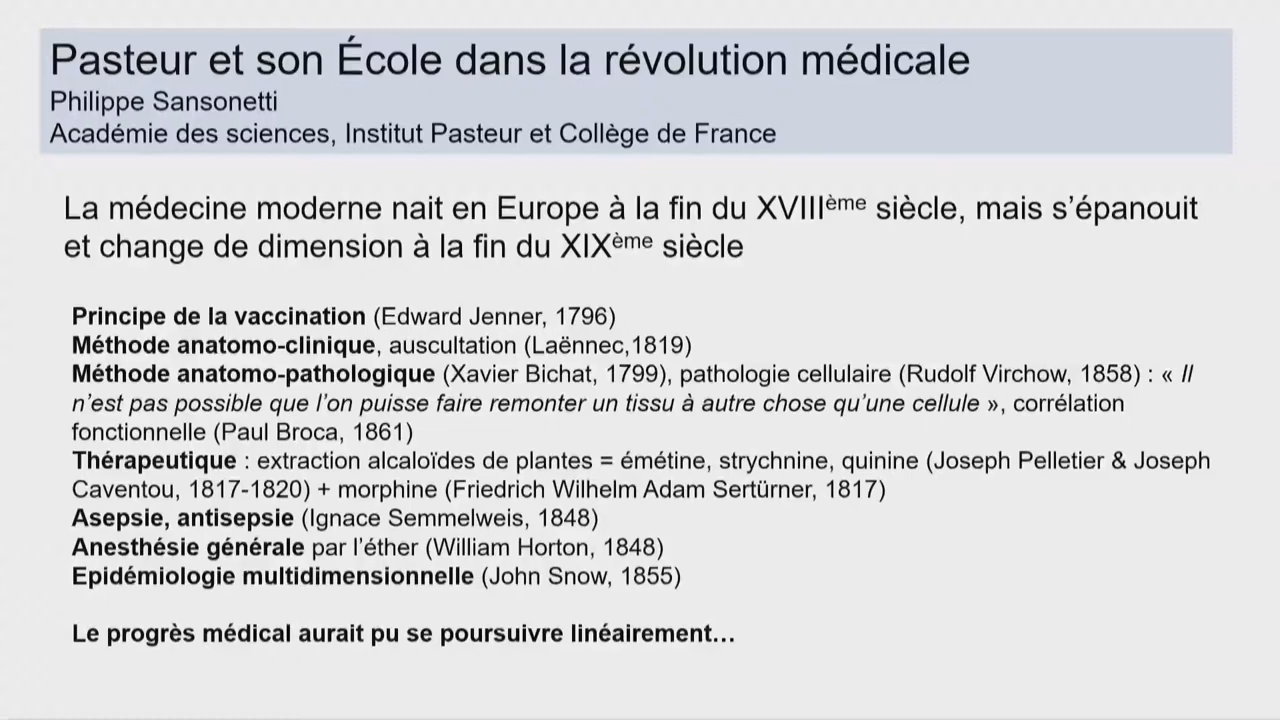 Pasteur et son École dans la révolution médicale
Philippe Sansonetti
Académie des sciences, Institut Pasteur et Collège de France
La médecine moderne nait en Europe à la fin du XVIIIème siècle, mais s’épanouit
et change de dimension à la fin du XIXème siècle
Principe de la vaccination (Edward Jenner, 1796)
Méthode anatomo-clinique, auscultation (Laënnec,1819)
Méthode anatomo-pathologique (Xavier Bichat, 1799), pathologie cellulaire (Rudolf Virchow, 1858) : « Il
n’est pas possible que l’on puisse faire remonter un tissu à autre chose qu’une cellule », corrélation
fonctionnelle (Paul Broca, 1861)
Thérapeutique : extraction alcaloïdes de plantes = émétine, strychnine, quinine (Joseph Pelletier & Joseph
Caventou, 1817-1820) + morphine (Friedrich Wilhelm Adam Sertürner, 1817)
Asepsie, antisepsie (Ignace Semmelweis, 1848)
Anesthésie générale par l’éther (William Horton, 1848)
Epidémiologie multidimensionnelle (John Snow, 1855)
Le progrès médical aurait pu se poursuivre linéairement…